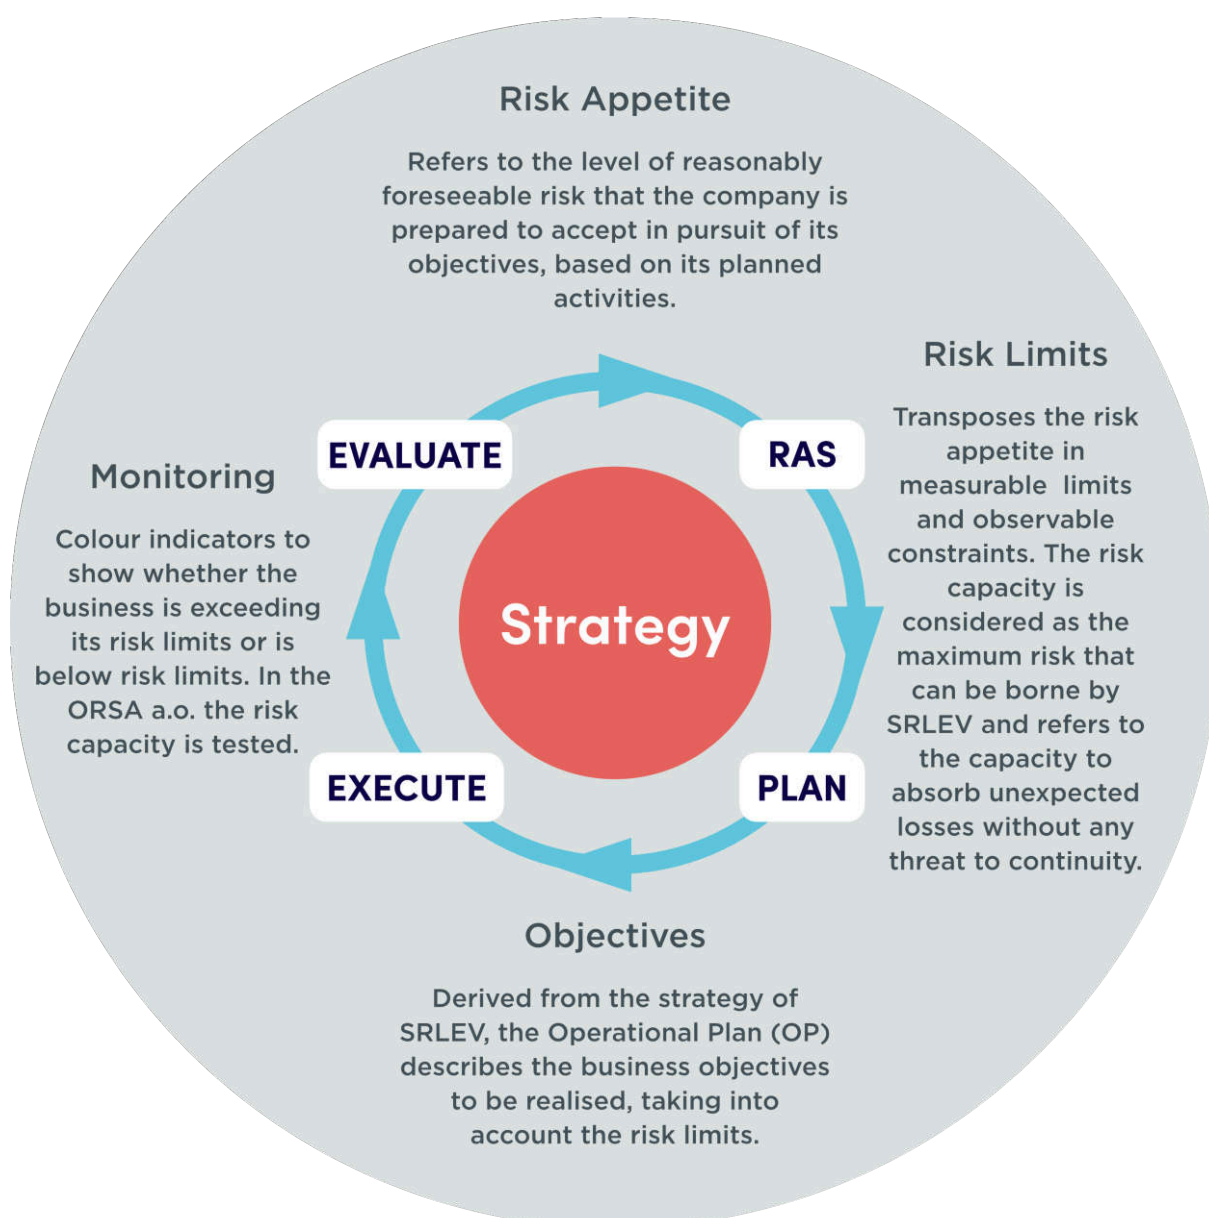 Risk Appetite
Refers to the level of reasonably
foreseeable risk that the company is
prepared to accept in pursuit of its
objectives, based on its planned
activities.
Risk Limits
Transposes the risk
appetite in
measurable limits
and observable
constraints. The risk
capacity is
considered as the
maximum risk that
can be borne by
SRLEV and refers to
the capacity to
absorb unexpected
losses without any
threat to continuity.
EVALUATE
RAS
Monitoring
Colour indicators to
show whether the
business is exceeding
its risk limits or is
below risk limits. In the
ORSA a.o. the risk
capacity is tested.
Strategy
EXECUTE
PLAN
Objectives
Derived from the strategy of
SRLEV, the Operational Plan (OP)
describes the business objectives
to be realised, taking into
account the risk limits.